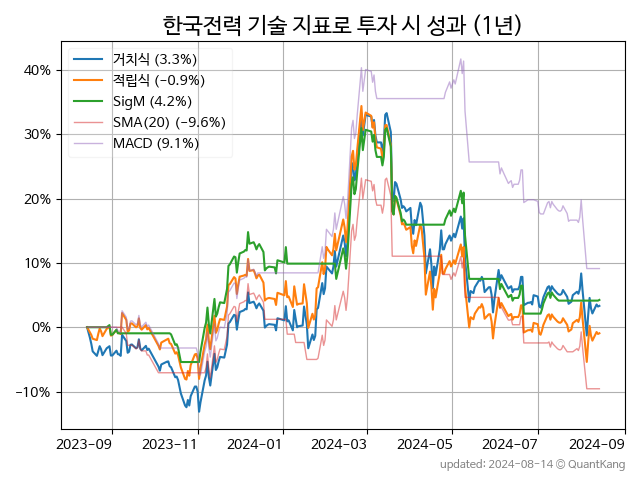 한국전력 기술 지표로 투자 시 성과 (1년)
거치식 (3.3%)
적립식 (−0.9%)
SigM (4.2%)
SMA(20) (−9.6%)
MACD (9.1%)
40%
30%
20%
10%
0%
−10%
2023−09
2023−11
2024−01
2024−03
2024−05
2024−07
2024−09
updated: 2024−08−14 @ QuantKang